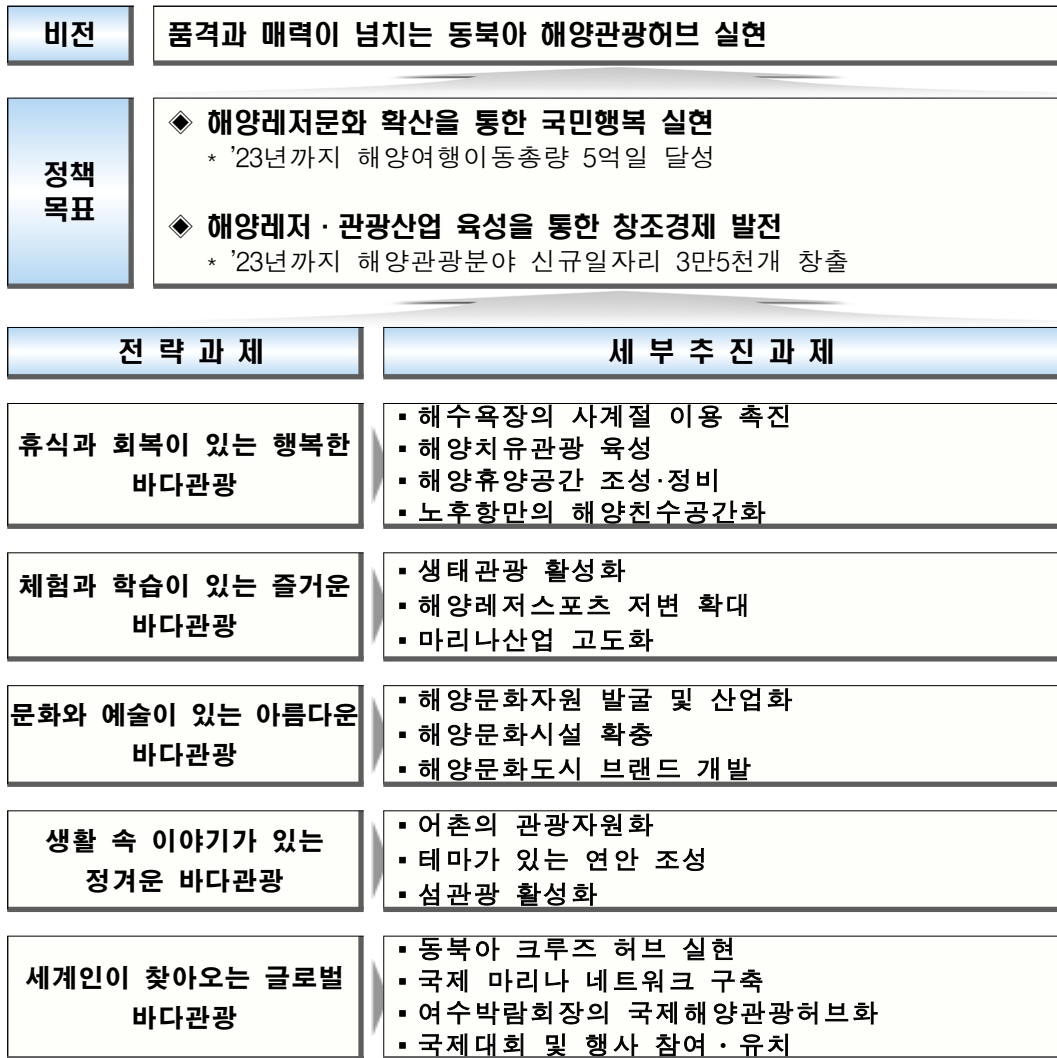 비전
품격과 매력이 넘치는 동북아 해양관광허브 실현
정책
목표
◈ 해양레저문화 확산을 통한 국민행복 실현
* '23년까지 해양여행이동총량 5억일 달성
◈ 해양레저·관광산업 육성을 통한 창조경제 발전
* '23년까지 해양관광분야 신규일자리 3만5천개 창출
전 략 과 제
세 부 추 진 과 제
휴식과 회복이 있는 행복한
바다관광
▪ 해수욕장의 사계절 이용 촉진
▪ 해양치유관광 육성
▪ 해양휴양공간 조성·정비
▪ 노후항만의 해양친수공간화
체험과 학습이 있는 즐거운
바다관광
▪ 생태관광 활성화
▪ 해양레저스포츠 저변 확대
▪ 마리나산업 고도화
문화와 예술이 있는 아름다운
바다관광
▪ 해양문화자원 발굴 및 산업화
▪ 해양문화시설 확충
▪ 해양문화도시 브랜드 개발
생활 속 이야기가 있는
정겨운 바다관광
▪ 어촌의 관광자원화
▪ 테마가 있는 연안 조성
▪ 섬관광 활성화
세계인이 찾아오는 글로벌
바다관광
▪ 동북아 크루즈 허브 실현
▪ 국제 마리나 네트워크 구축
▪ 여수박람회장의 국제해양관광허브화
▪ 국제대회 및 행사 참여·유치